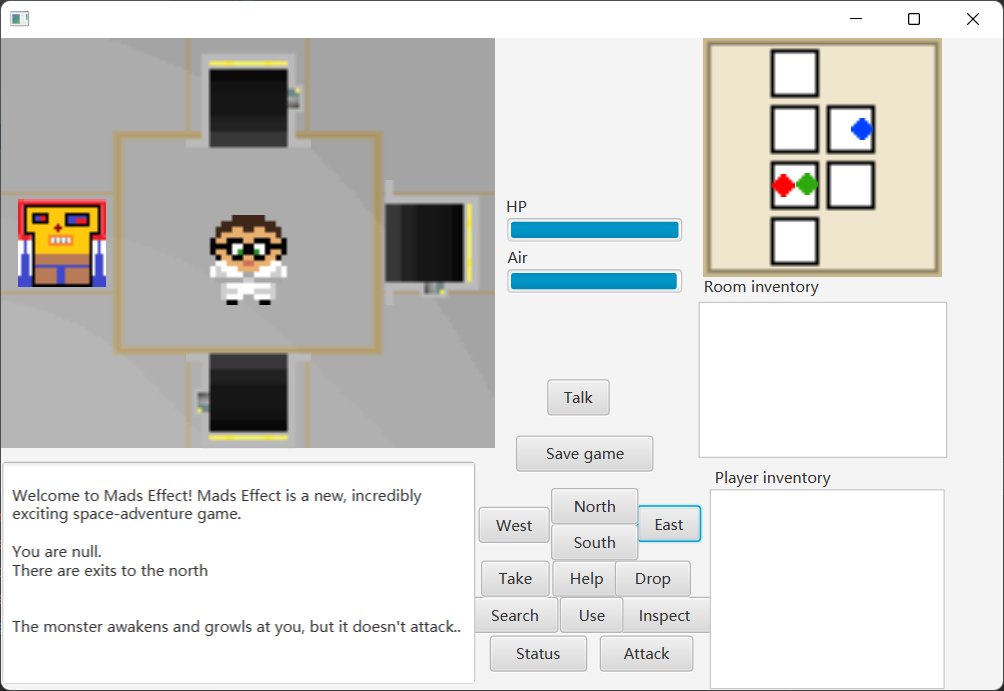 HP
Air
Room inventory
Talk
Save game
Player inventory
Welcome to Mads Effect! Mads Effect is a new, incredibly
exciting space-adventure game.
You are null.
There are exits to the north
The monster awakens and growls at you, but it doesn't attack..
North
West
East
South
Take
Help
Drop
Search
Use
Inspect
Status
Attack